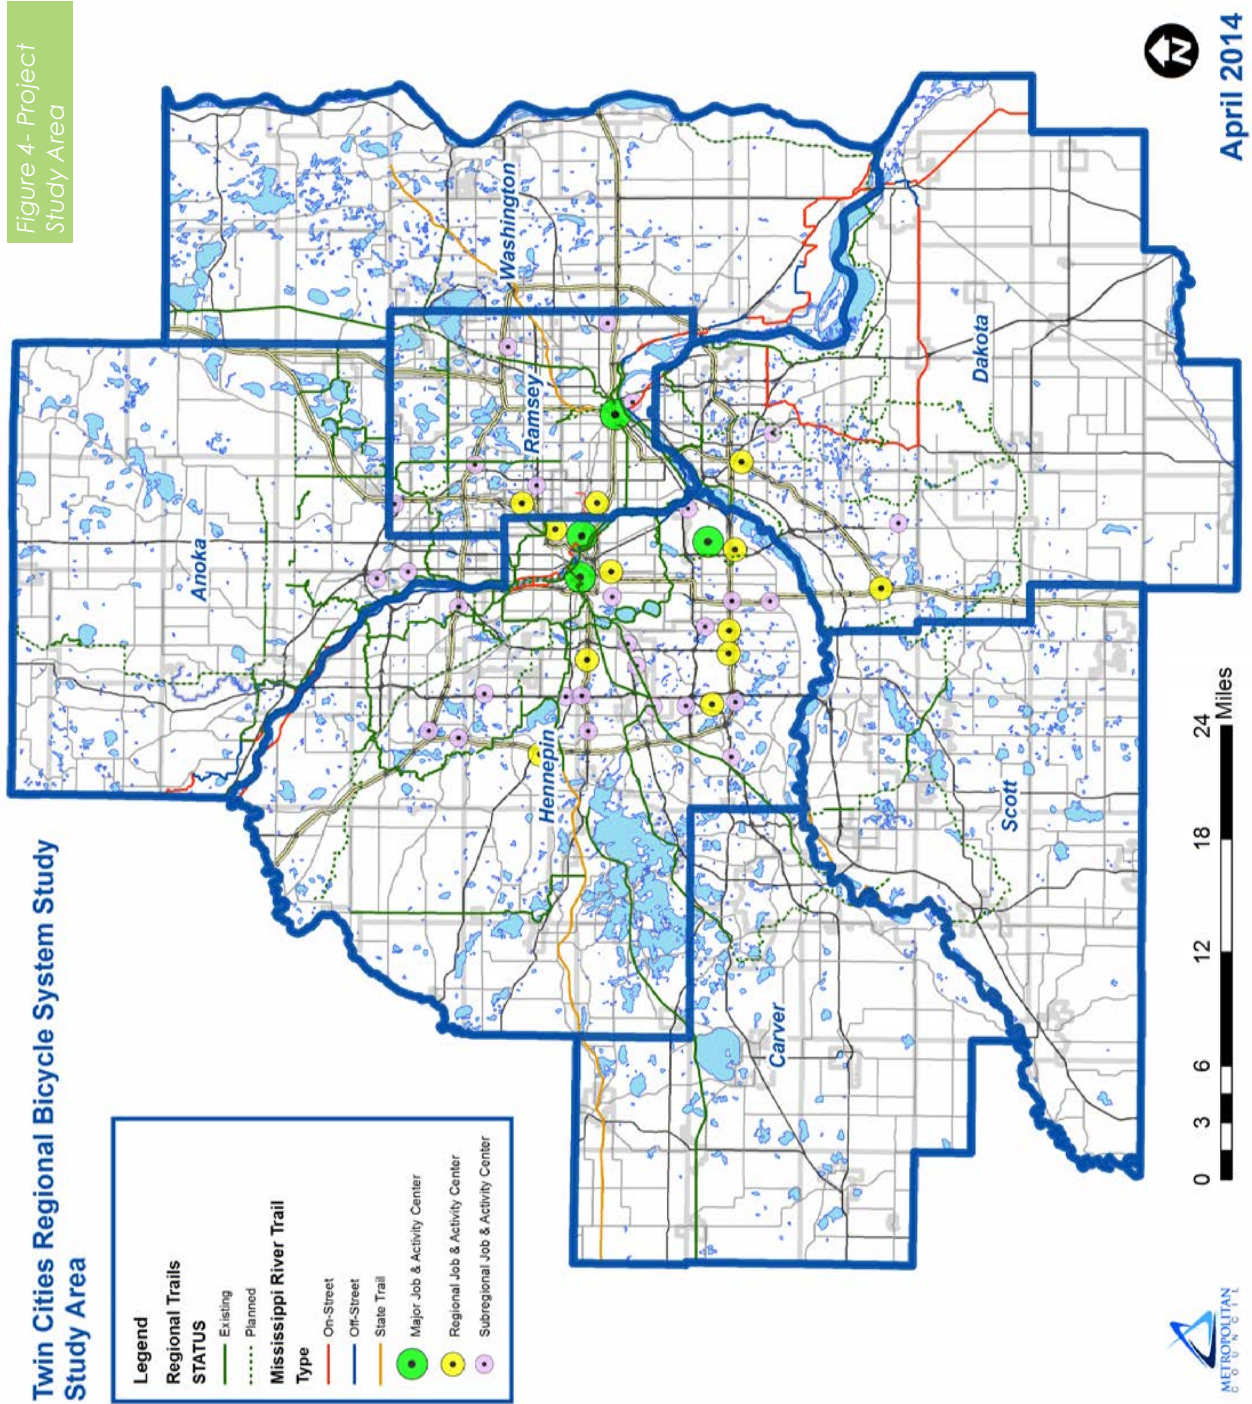 Figure 4- Project
Study Area
Twin Cities Regional Bicycle System Study
Study Area
Legend
Regional Trails
STATUS
Existing
Planned
Mississippi River Trail
Type
On-Street
Off-Street
State Trail
Major Job & Activity Center
Regional Job & Activity Center
Subregional Job & Activity Center
Anoka
Washington
Ramsey
Hennepin
Dakota
Carver
Scott
0 3 6 12 18 24
Miles
N
April 2014
METROPOLITAN
COUNCIL